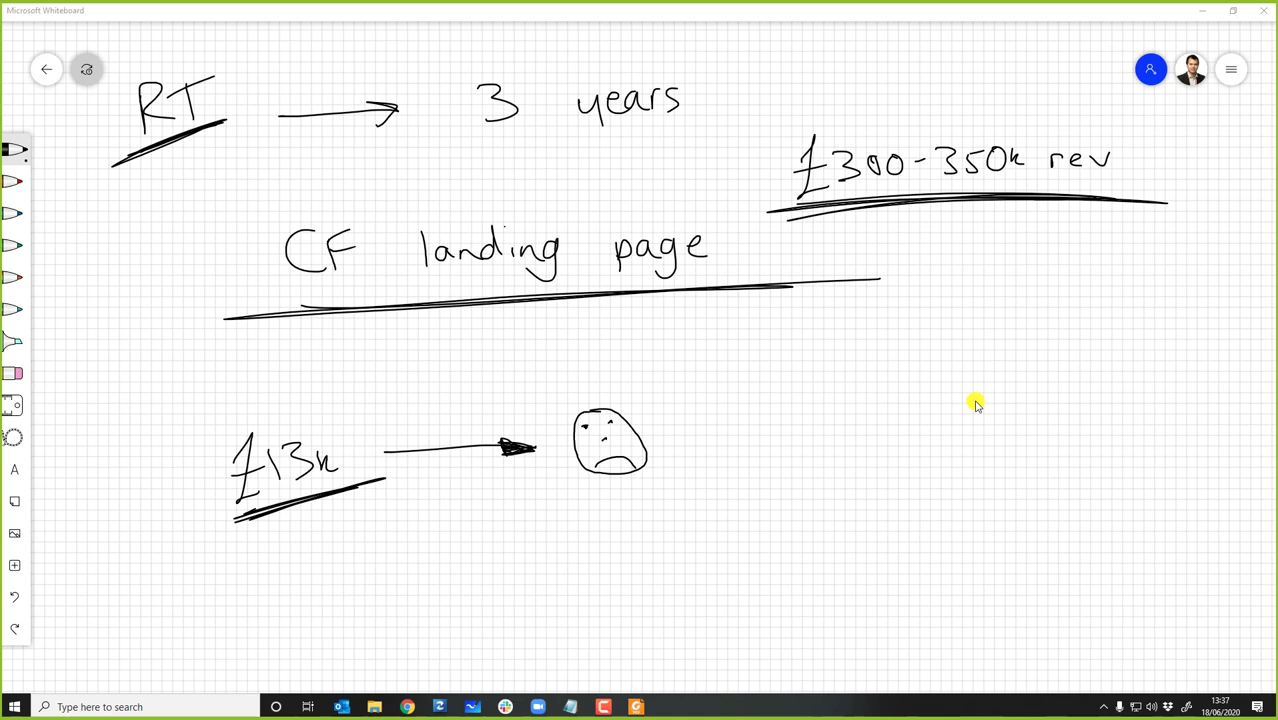 Microsoft Whiteboard
RT → 3 years
£300-350k rev
CF landing page
£13k →
A
Type here to search
13:37
18/06/2020